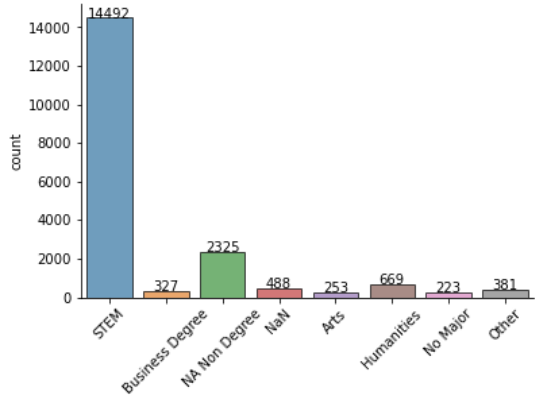 14492
14000
12000
10000
8000
6000
4000
2000
0
count
327
2325
488
253
669
223
381
STEM
Business Degree
NA Non Degree
NaN
Arts
Humanities
No Major
Other